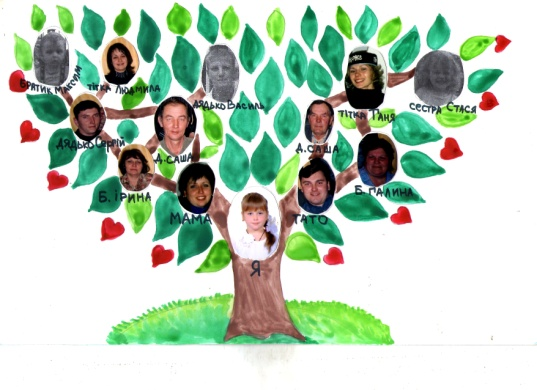 БРАТИК МАКСИМ
ТІТКА ЛЮДМИЛА
ДЯДЬКО ВАСИЛЬ
ТІТКА ТАНЯ
СЕСТРА СТАСЯ
ДЯДЬКО СЕРГІЙ
Д. САША
Д. САША
Б. ІРИНА
МАМА
ТАТО
Б. ГАЛИНА
Я